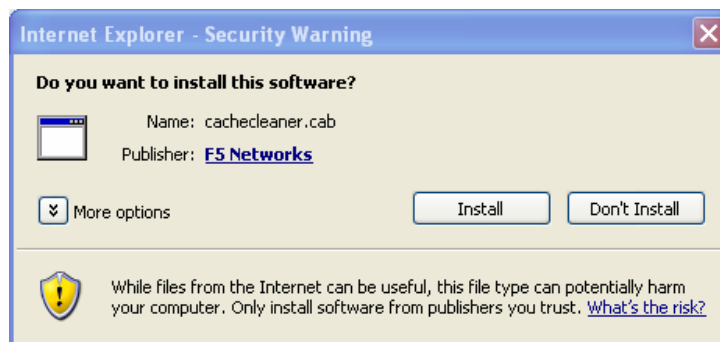 Internet Explorer - Security Warning
Do you want to install this software?
Name: cachecleaner.cab
Publisher: F5 Networks
More options
Install
Don't Install
While files from the Internet can be useful, this file type can potentially harm
your computer. Only install software from publishers you trust. What's the risk?